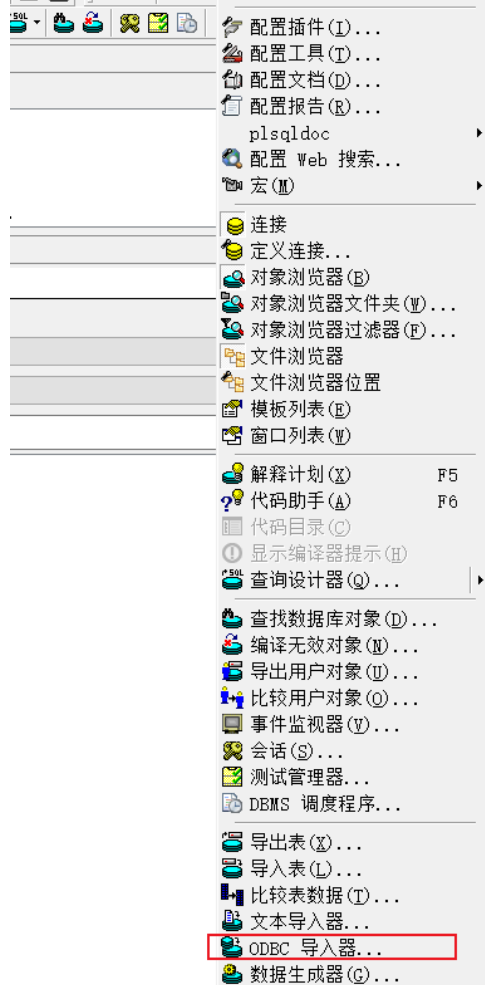 配置插件(I)...
配置工具(T)...
配置文档(D)...
配置报告(R)...
plsqldoc
配置 Web 搜索...
宏(M)
连接
定义连接...
对象浏览器(B)
对象浏览器文件夹(W)...
对象浏览器过滤器(F)...
文件浏览器
文件浏览器位置
模板列表(E)
窗口列表(W)
解释计划(X) F5
代码助手(A) F6
代码目录(C)
显示编译器提示(H)
查询设计器(Q)...
查找数据库对象(D)...
编译无效对象(N)...
导出用户对象(U)...
比较用户对象(O)...
事件监视器(V)...
会话(S)...
测试管理器...
DBMS 调度程序...
导出表(X)...
导入表(L)...
比较表数据(T)...
文本导入器...
ODBC 导入器...
数据生成器(G)...